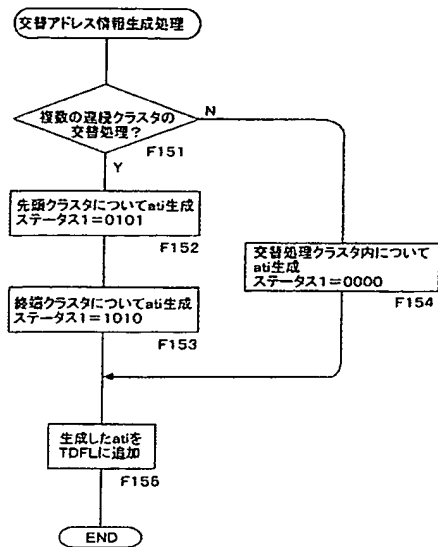 交替アドレス情報生成処理
複数の連続クラスタの
交替処理？
N
F151
Y
先頭クラスタについてati生成
ステータス1=0101
F152
交替処理クラスタ内について
ati生成
ステータス1=0000
F154
終端クラスタについてati生成
ステータス1=1010
F153
生成したatiを
TDFLに追加
F155
END